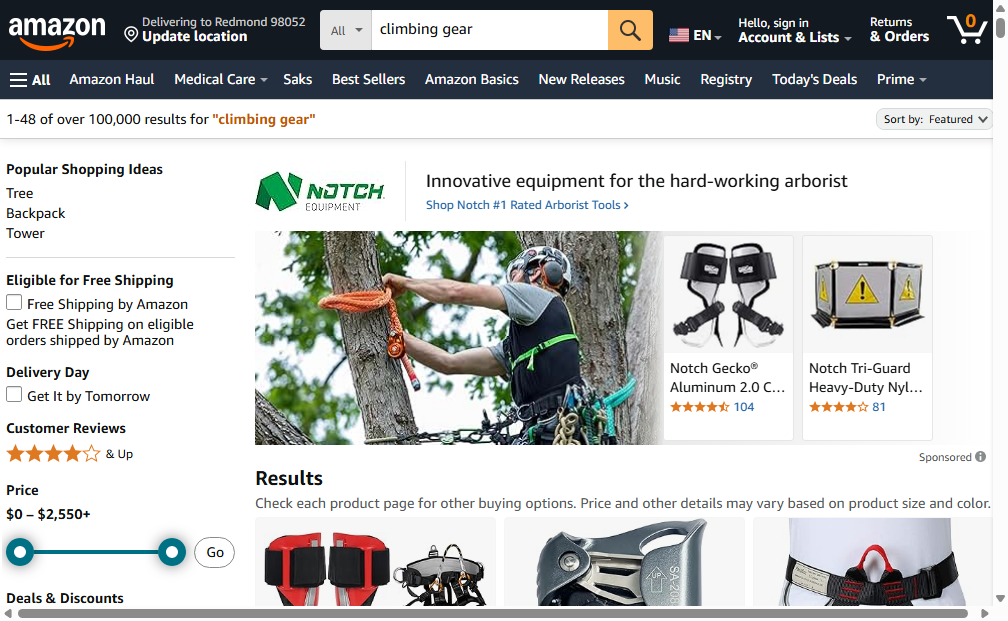 amazon
Delivering to Redmond 98052
Update location
All
climbing gear
EN
Hello, sign in
Account & Lists
Returns
& Orders
0
All
Amazon Haul
Medical Care
Saks
Best Sellers
Amazon Basics
New Releases
Music
Registry
Today's Deals
Prime
1-48 of over 100,000 results for "climbing gear"
Sort by: Featured
Popular Shopping Ideas
Tree
Backpack
Tower
Eligible for Free Shipping
Free Shipping by Amazon
Get FREE Shipping on eligible
orders shipped by Amazon
Delivery Day
Get It by Tomorrow
Customer Reviews
& Up
Price
$0 – $2,550+
Go
Deals & Discounts
NOTCH
EQUIPMENT
Innovative equipment for the hard-working arborist
Shop Notch #1 Rated Arborist Tools ›
Notch Gecko®
Aluminum 2.0 C...
104
Notch Tri-Guard
Heavy-Duty Nyl...
81
Sponsored
Results
Check each product page for other buying options. Price and other details may vary based on product size and color.
UP